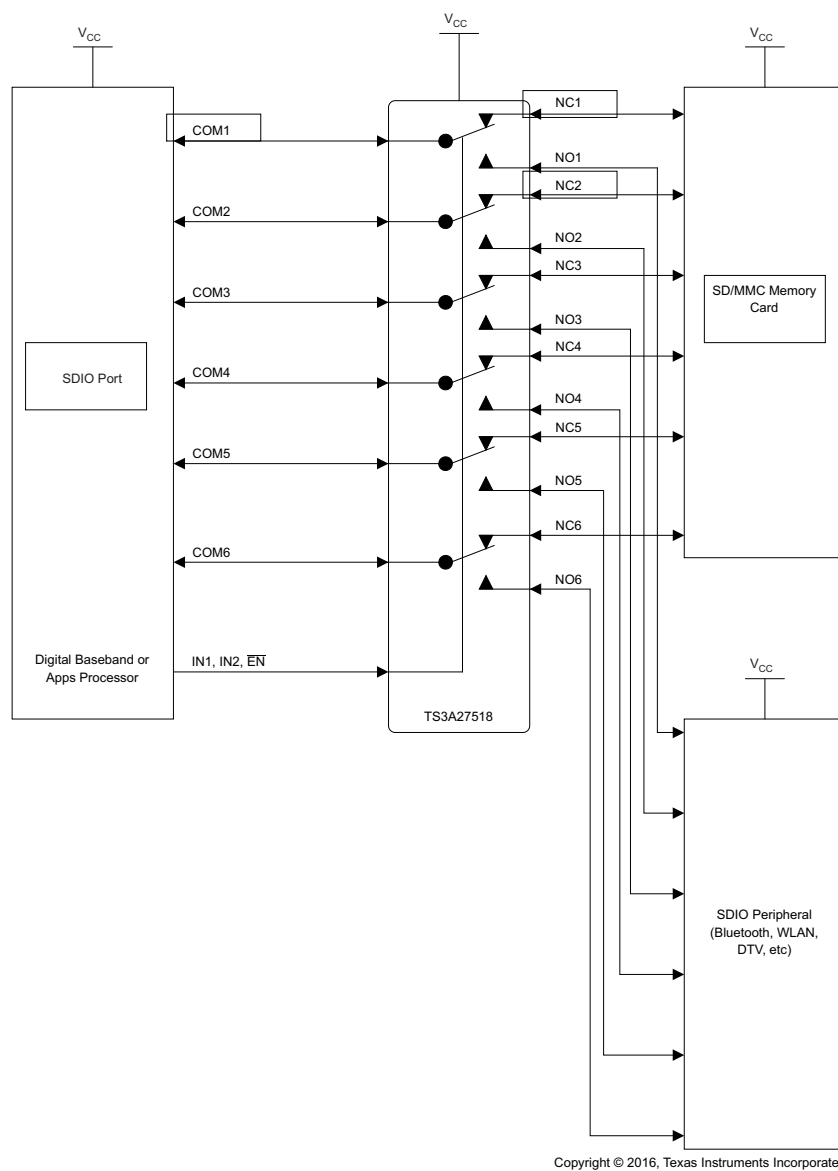 VCC
VCC
VCC
COM1
NC1
NO1
COM2
NC2
NO2
COM3
NC3
NO3
COM4
NC4
NO4
COM5
NC5
NO5
COM6
NC6
NO6
SDIO Port
SD/MMC Memory
Card
Digital Baseband or
Apps Processor
IN1, IN2, E̅N̅
TS3A27518
VCC
SDIO Peripheral
(Bluetooth, WLAN,
DTV, etc)
Copyright © 2016, Texas Instruments Incorporate